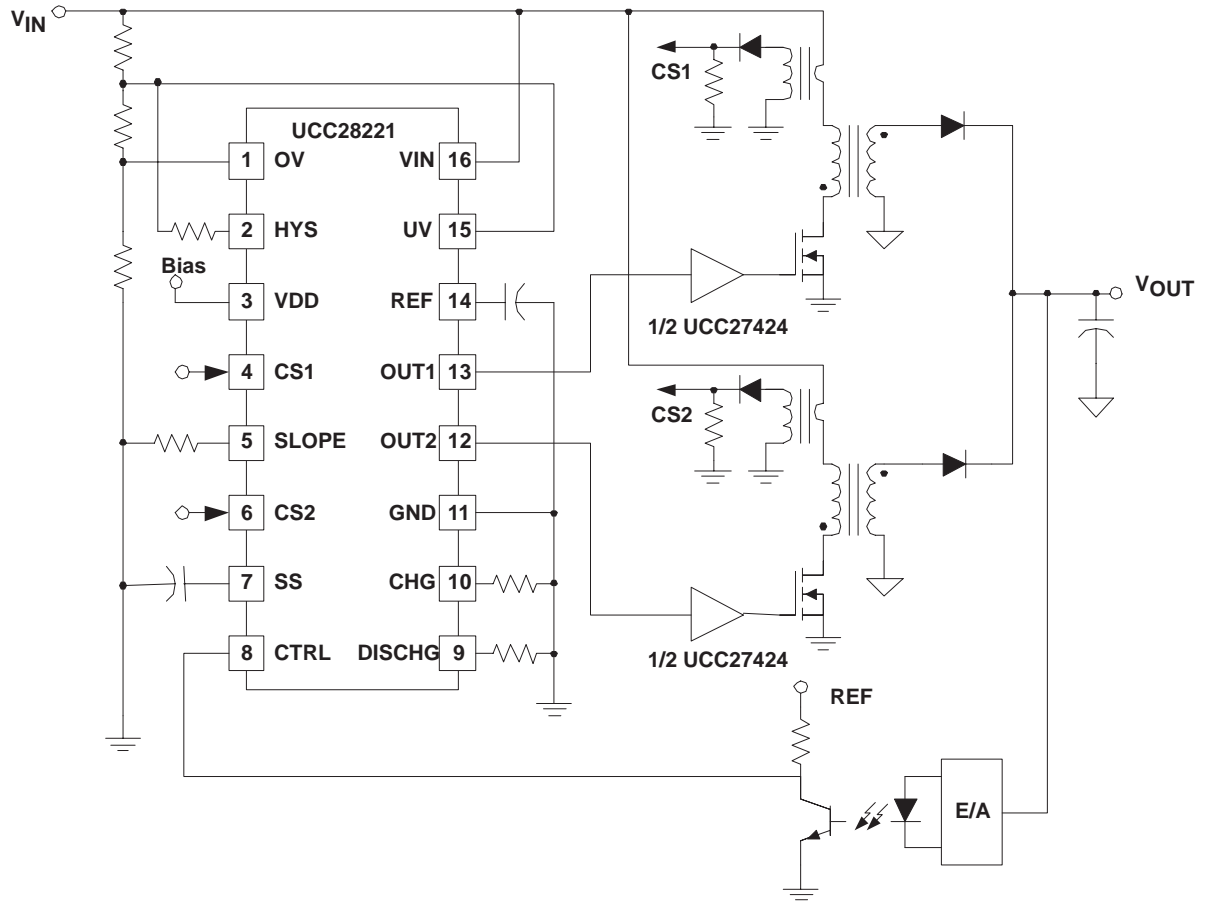 VIN
CS1
UCC28221
1 OV VIN 16
2 HYS UV 15
Bias
3 VDD REF 14
1/2 UCC27424
VOUT
4 CS1 OUT1 13
CS2
5 SLOPE OUT2 12
6 CS2 GND 11
7 SS CHG 10
8 CTRL DISCHG 9
1/2 UCC27424
REF
E/A